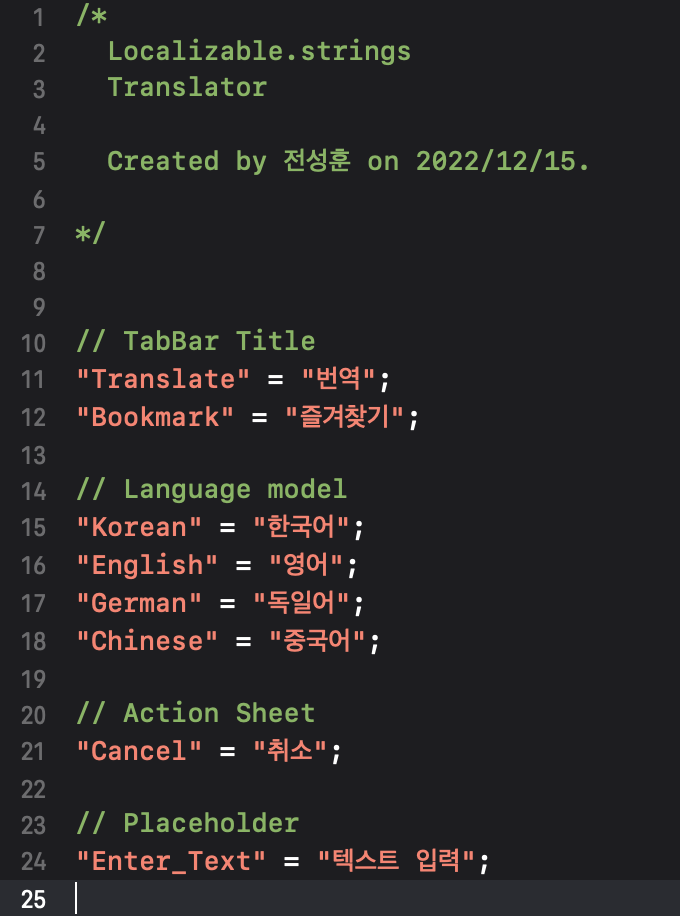 1 /*
2 Localizable.strings
3 Translator
4
5 Created by 전성훈 on 2022/12/15.
6
7 */
8
9
10 // TabBar Title
11 "Translate" = "번역";
12 "Bookmark" = "즐겨찾기";
13
14 // Language model
15 "Korean" = "한국어";
16 "English" = "영어";
17 "German" = "독일어";
18 "Chinese" = "중국어";
19
20 // Action Sheet
21 "Cancel" = "취소";
22
23 // Placeholder
24 "Enter_Text" = "텍스트 입력";
25